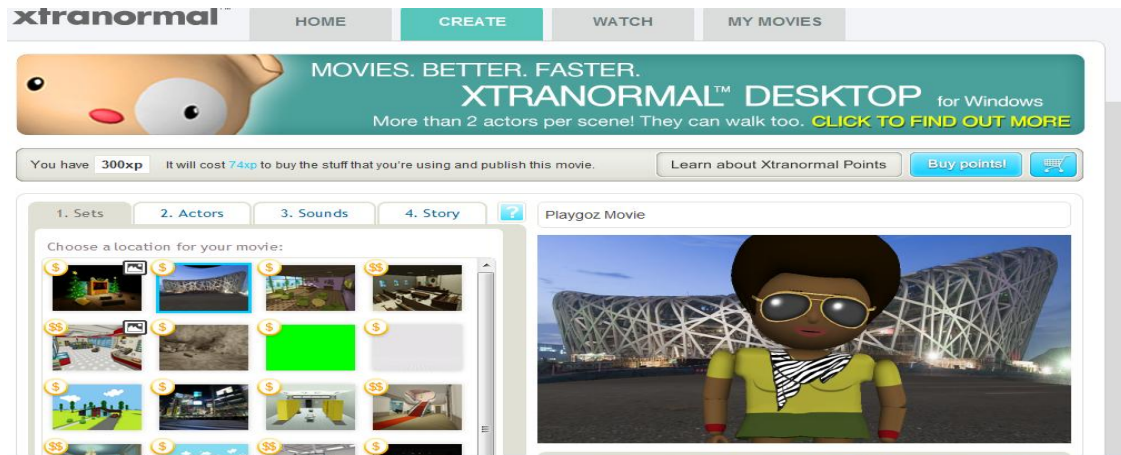 xtranormal™
HOME
CREATE
WATCH
MY MOVIES
MOVIES. BETTER. FASTER.
XTRANORMAL™ DESKTOP for Windows
More than 2 actors per scene! They can walk too. CLICK TO FIND OUT MORE
You have 300xp It will cost 74xp to buy the stuff that you're using and publish this movie. Learn about Xtranormal Points Buy points!
1. Sets
2. Actors
3. Sounds
4. Story
?
Playgoz Movie
Choose a location for your movie:
$ $ $ $$
$$ $ $ $
$ $ $ $$
$$ $ $$ $